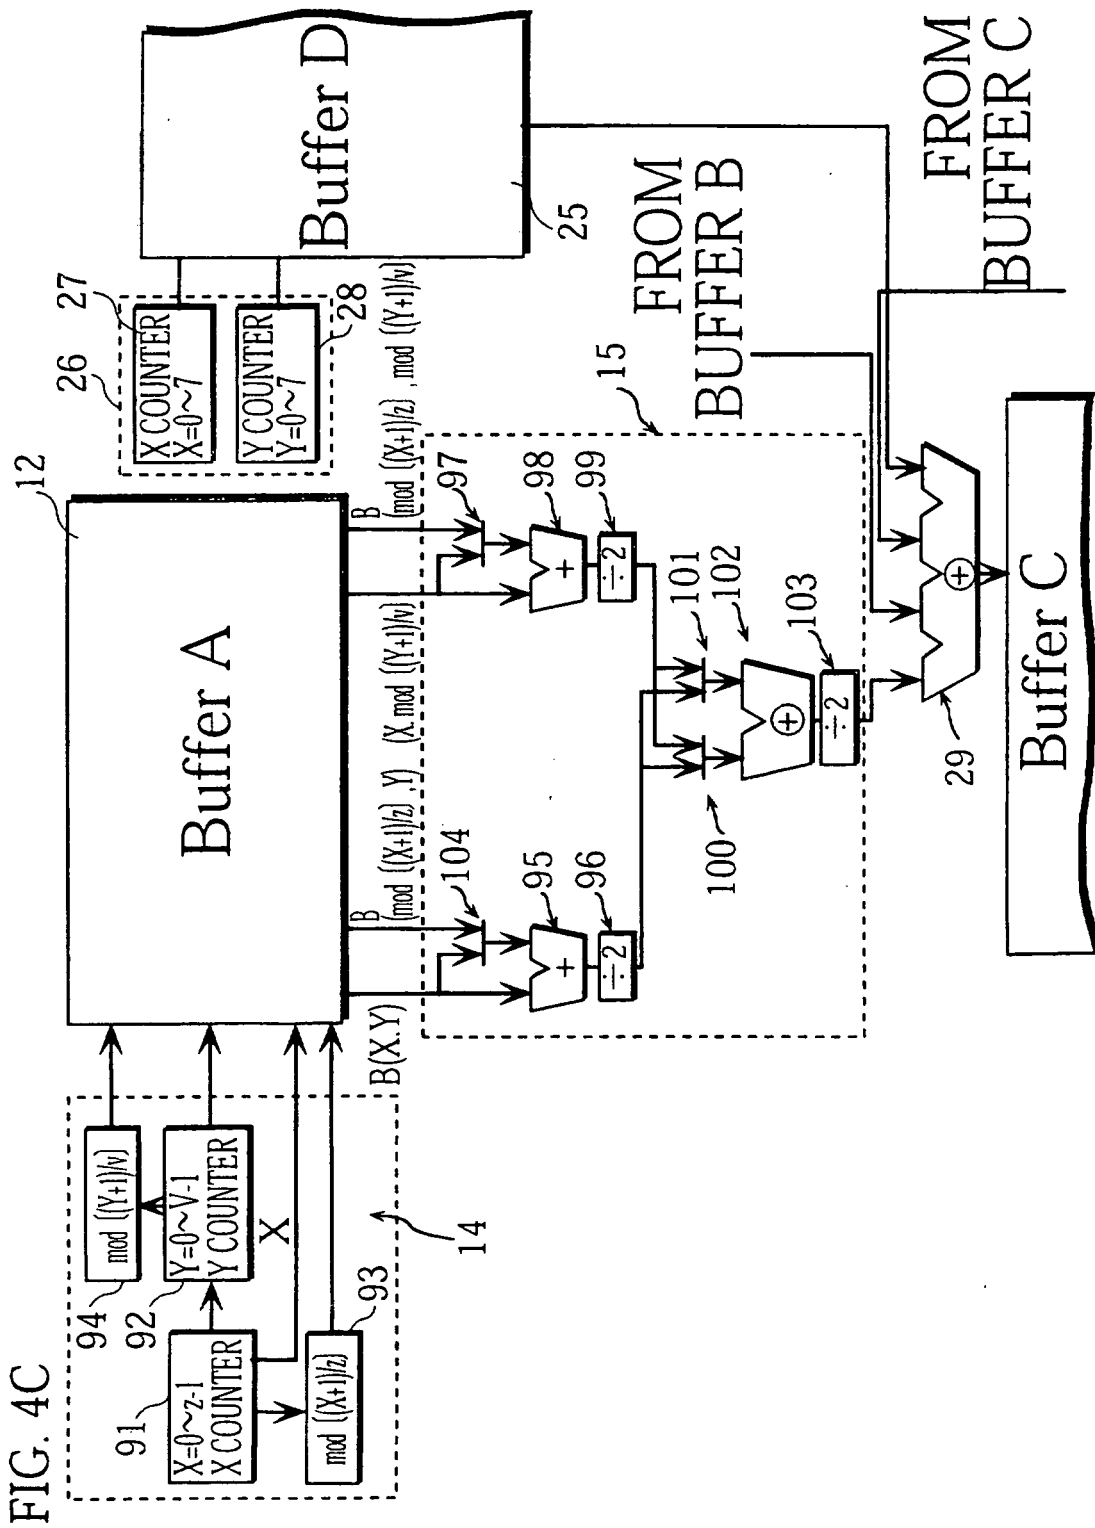 FIG. 4C
91
X=0~z-1
X COUNTER
92
Y=0~V-1
Y COUNTER
94
mod ((Y+1)/v)
X
mod ((X+1)/z)
93
14
12
Buffer A
26
27
X COUNTER
X=0~7
Y COUNTER
Y=0~7
28
Buffer D
25
B(X.Y)
B
(mod ((X+1)/z) ,Y)
(X. mod ((Y+1)/v)
B
(mod ((X+1)/z) , mod ((Y+1)/v)
15
104
95
+
96
÷2
97
98
+
99
÷2
100
101
102
+
103
÷2
FROM
BUFFER B
FROM
BUFFER C
29
+
Buffer C